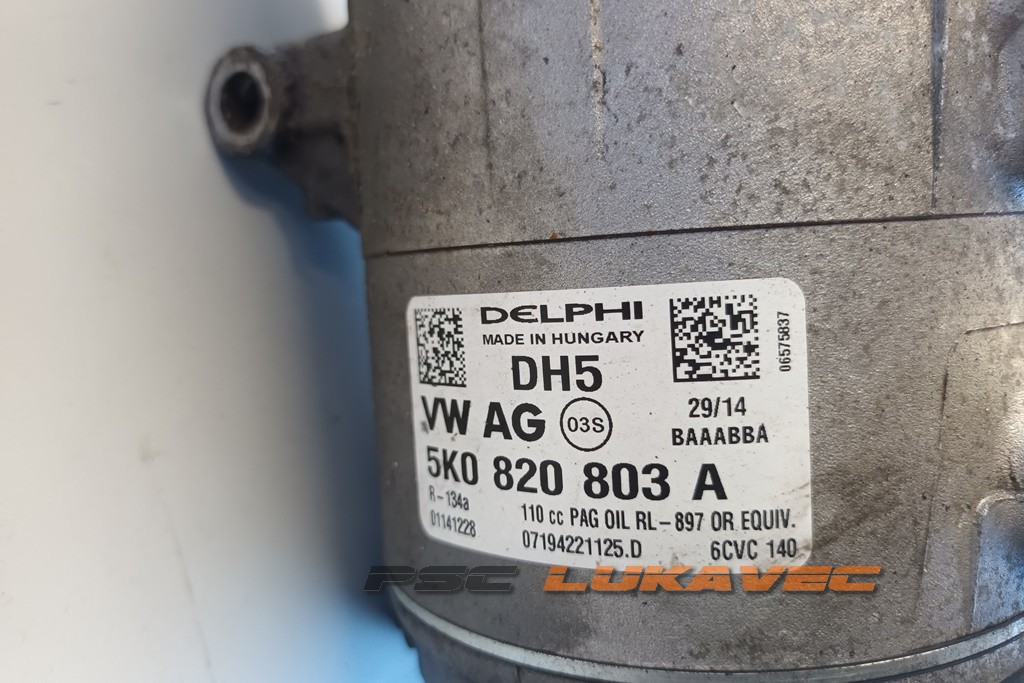 DELPHI
MADE IN HUNGARY
DH5
06575837
VW AG 03S
29/14
BAAABBA
5K0 820 803 A
R-134a
110 cc PAG OIL RL-897 OR EQUIV.
01141228
07194221125.D
6CVC 140
PSC LUKAVEC